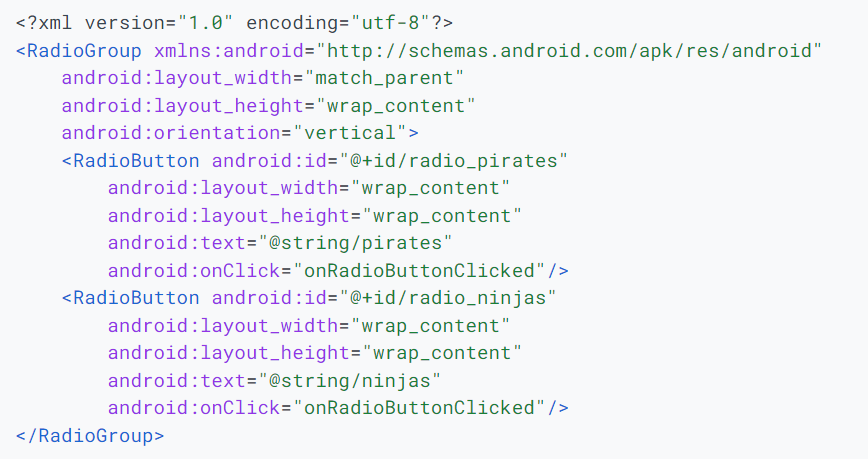 <?xml version="1.0" encoding="utf-8"?>
<RadioGroup xmlns:android="http://schemas.android.com/apk/res/android"
    android:layout_width="match_parent"
    android:layout_height="wrap_content"
    android:orientation="vertical">
    <RadioButton android:id="@+id/radio_pirates"
        android:layout_width="wrap_content"
        android:layout_height="wrap_content"
        android:text="@string/pirates"
        android:onClick="onRadioButtonClicked"/>
    <RadioButton android:id="@+id/radio_ninjas"
        android:layout_width="wrap_content"
        android:layout_height="wrap_content"
        android:text="@string/ninjas"
        android:onClick="onRadioButtonClicked"/>
</RadioGroup>